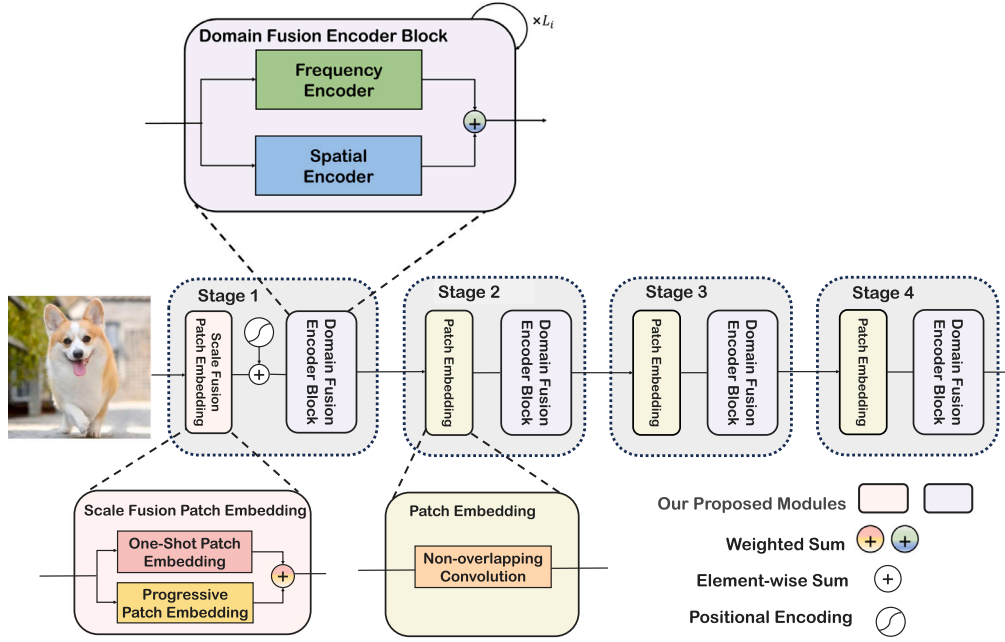 ×Lᵢ
Domain Fusion Encoder Block
Frequency
Encoder
+
Spatial
Encoder
Stage 1
Scale Fusion
Patch Embedding
+
Domain Fusion
Encoder Block
Stage 2
Patch Embedding
Domain Fusion
Encoder Block
Stage 3
Patch Embedding
Domain Fusion
Encoder Block
Stage 4
Patch Embedding
Domain Fusion
Encoder Block
Scale Fusion Patch Embedding
One-Shot Patch
Embedding
+
Progressive
Patch Embedding
Patch Embedding
Non-overlapping
Convolution
Our Proposed Modules
Weighted Sum + +
Element-wise Sum +
Positional Encoding